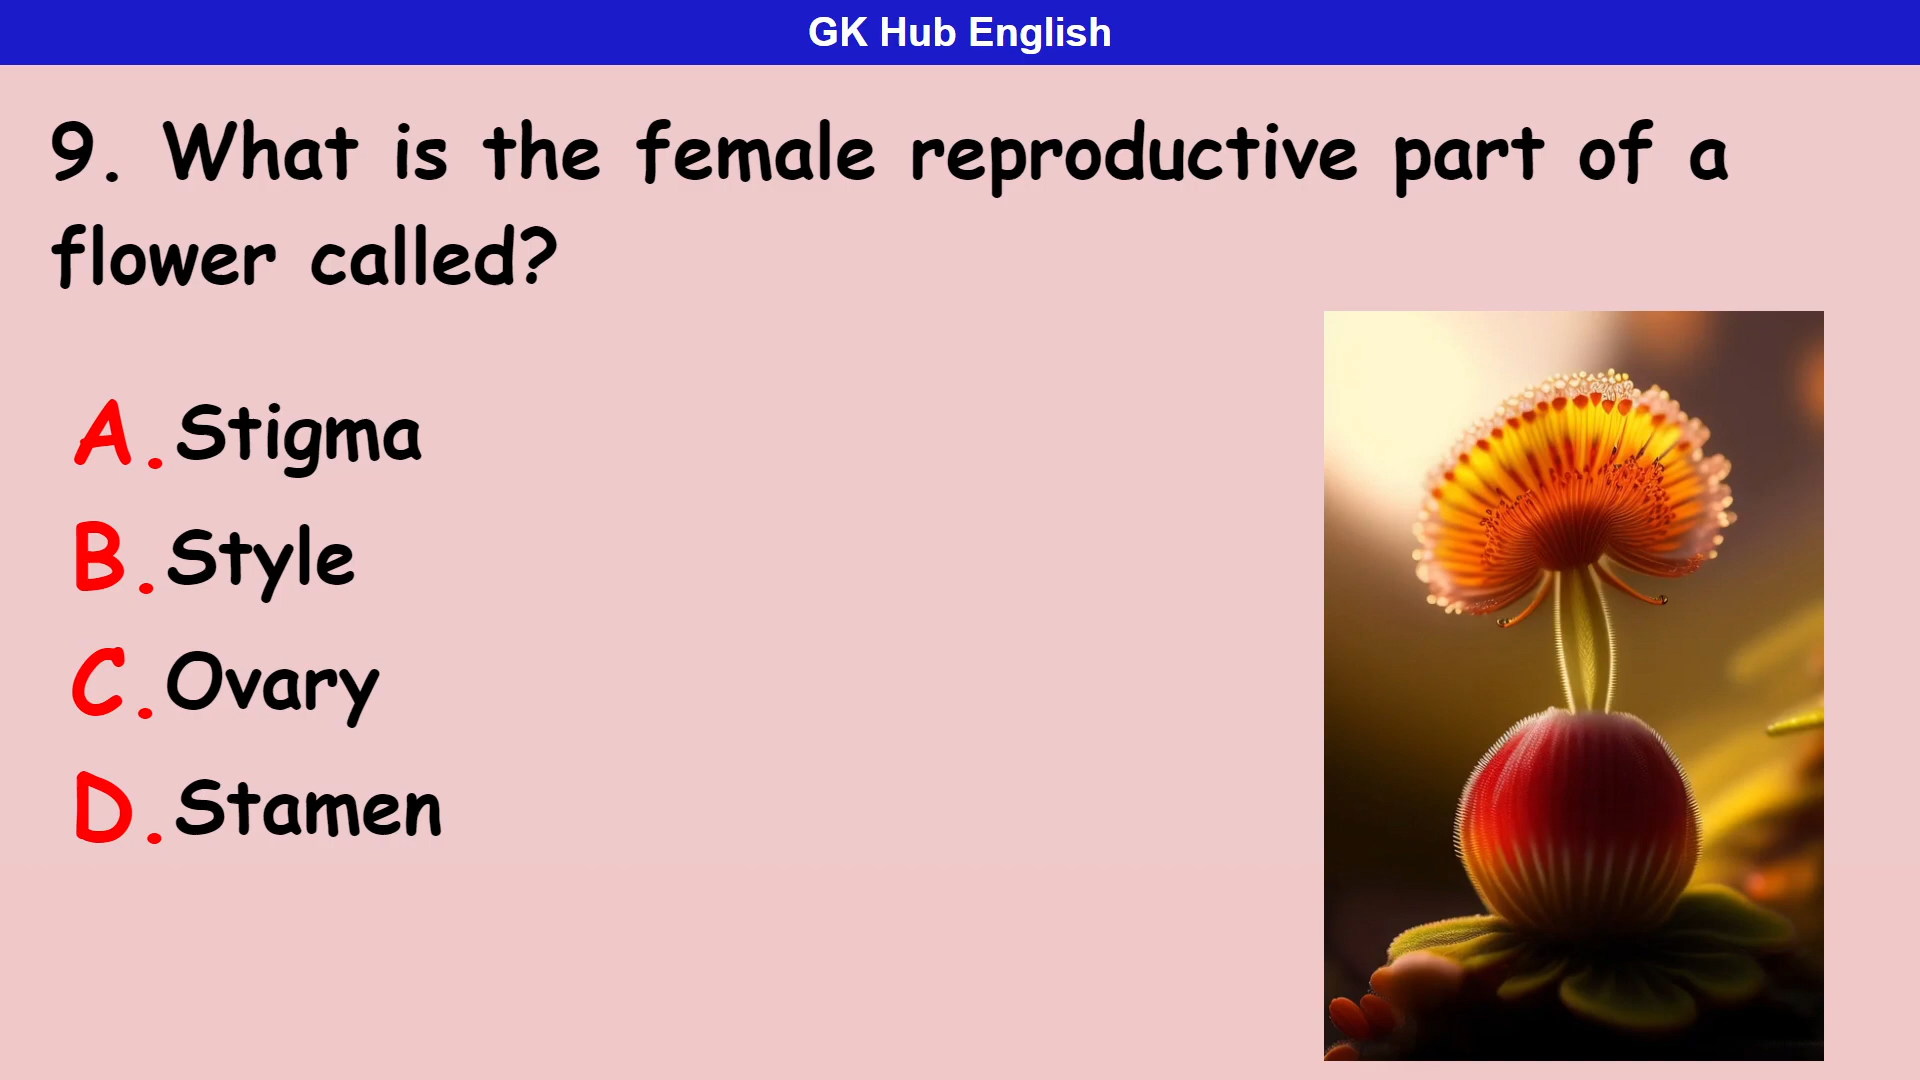 GK Hub English
9. What is the female reproductive part of a
flower called?
A.Stigma
B.Style
C.Ovary
D.Stamen